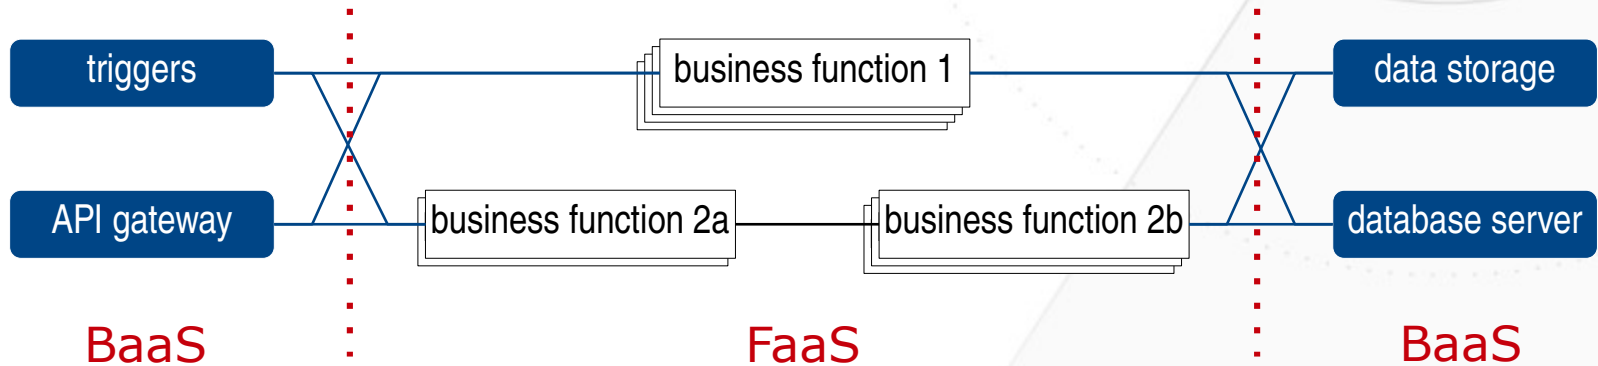 triggers
business function 1
data storage
API gateway
business function 2a
business function 2b
database server
BaaS
FaaS
BaaS